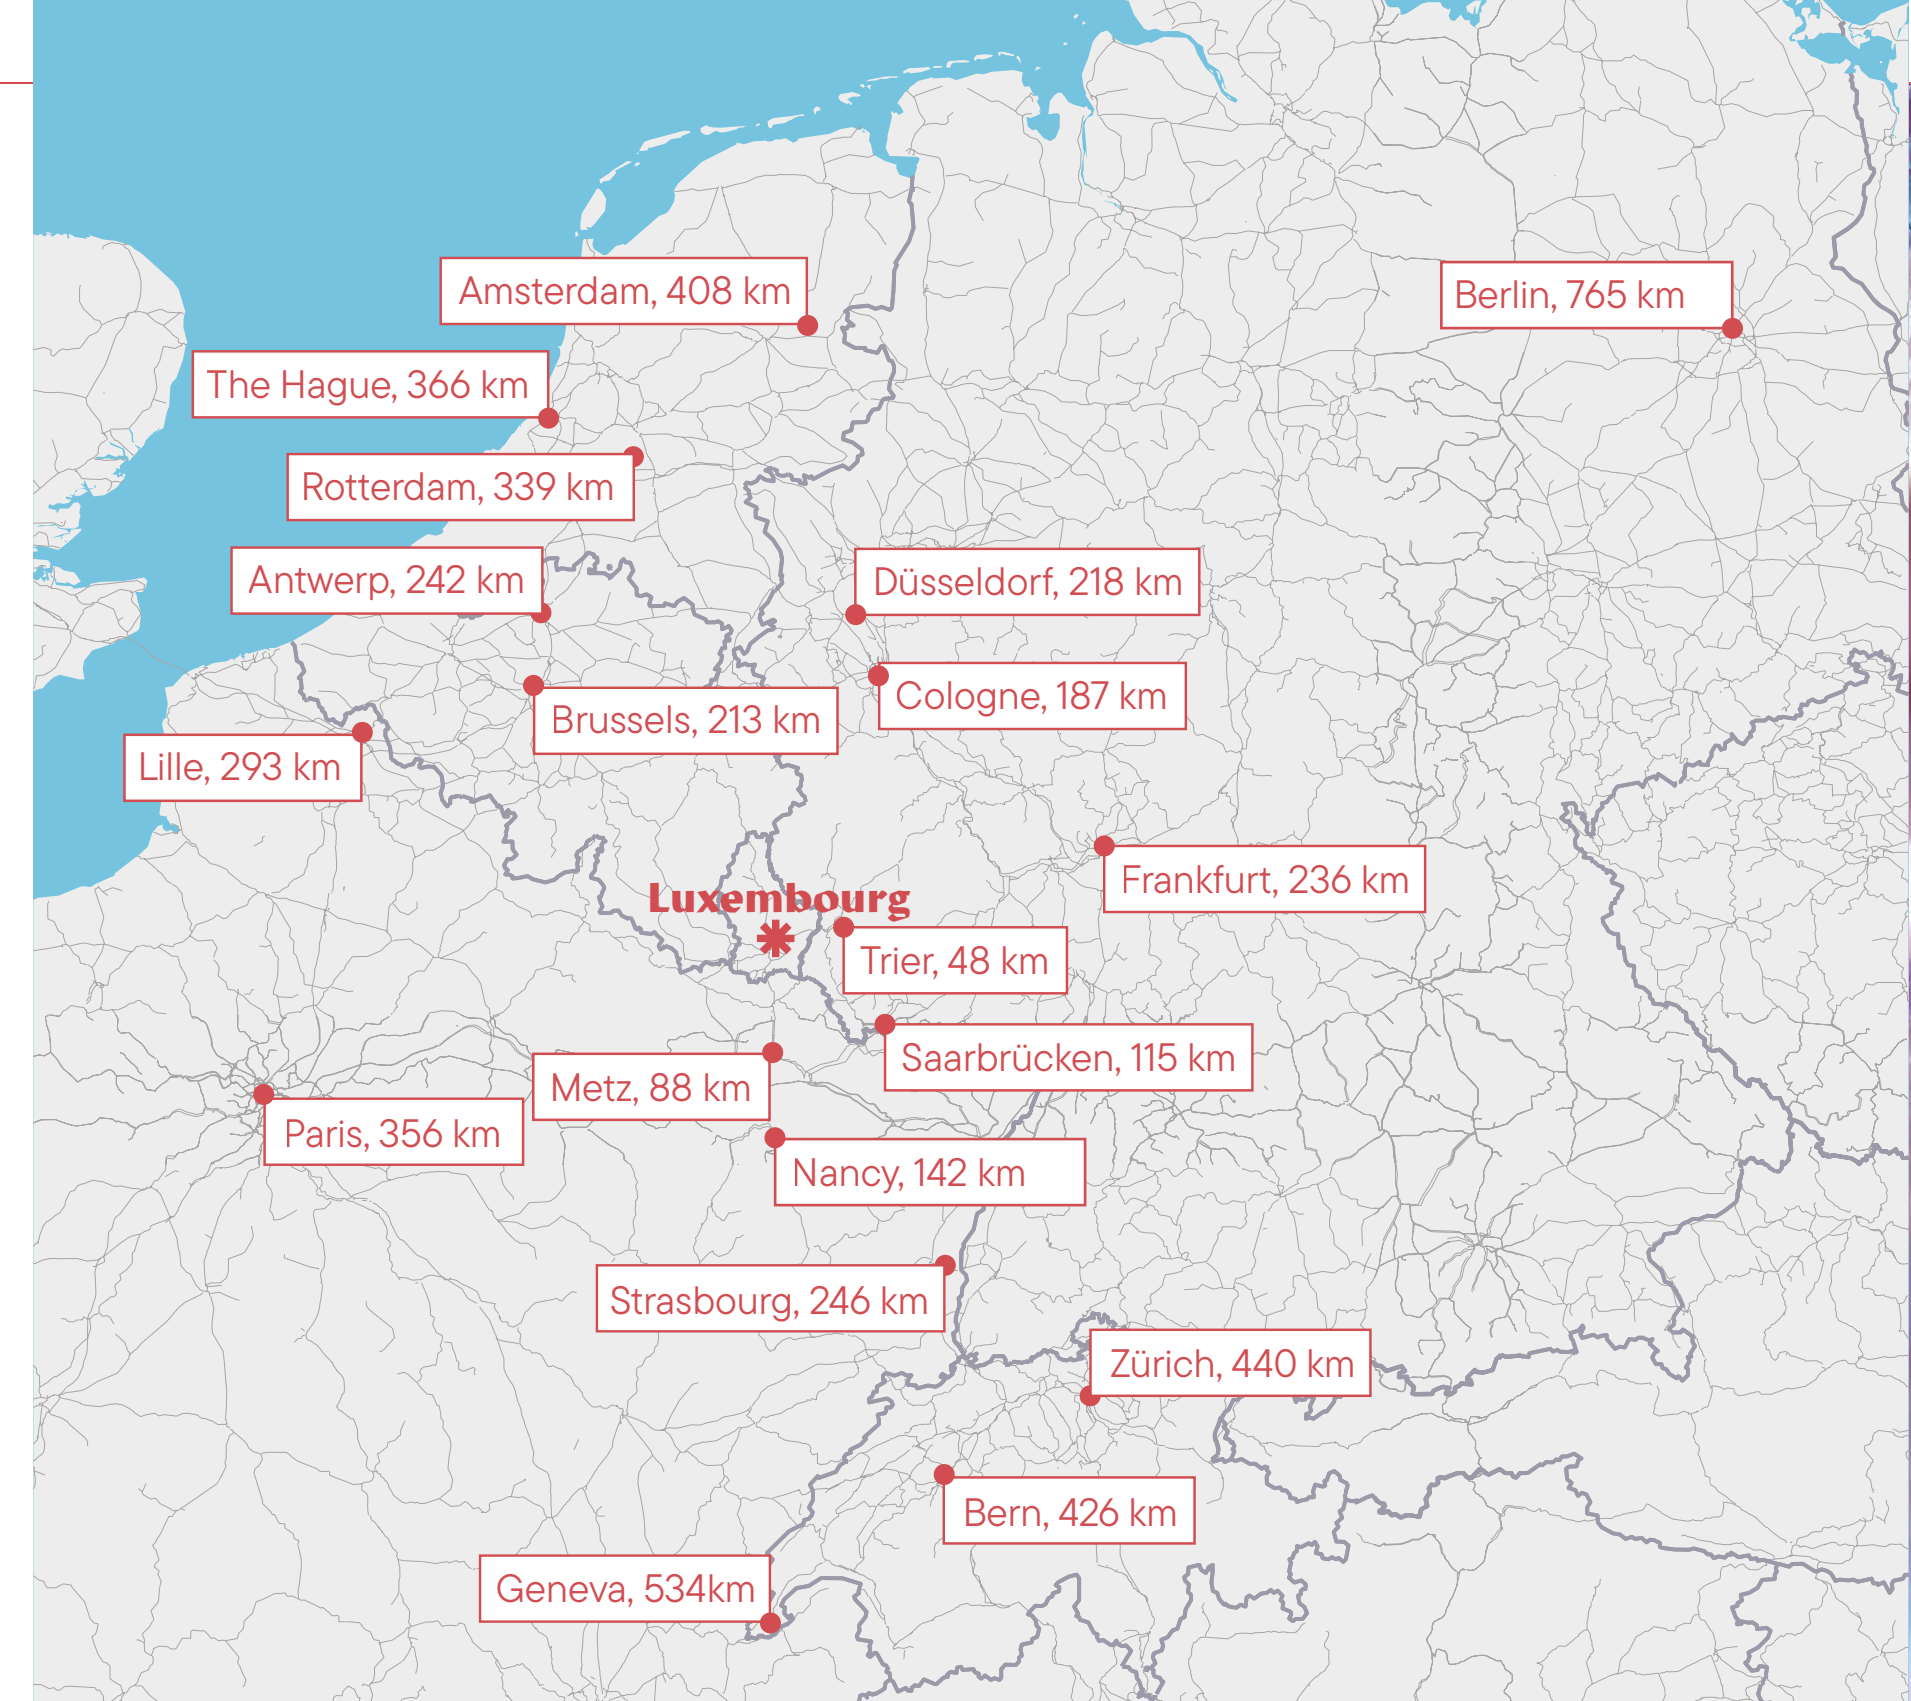 Amsterdam, 408 km
Berlin, 765 km
The Hague, 366 km
Rotterdam, 339 km
Antwerp, 242 km
Düsseldorf, 218 km
Cologne, 187 km
Brussels, 213 km
Lille, 293 km
Frankfurt, 236 km
Luxembourg
Trier, 48 km
Saarbrücken, 115 km
Metz, 88 km
Paris, 356 km
Nancy, 142 km
Strasbourg, 246 km
Zürich, 440 km
Bern, 426 km
Geneva, 534km